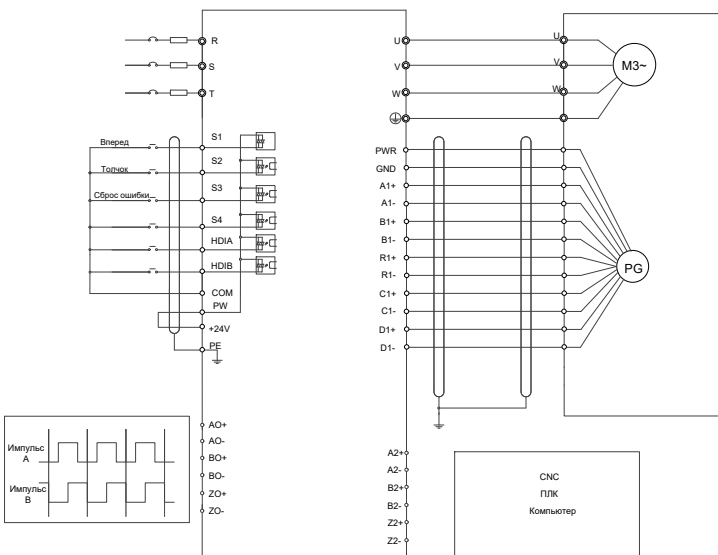 R
S
T
U
V
W
U
V
W
M3~
Вперед
Толчок
Сброс ошибки
S1
S2
S3
S4
HDIA
HDIB
COM
PW
+24V
PE
PWR
GND
A1+
A1-
B1+
B1-
R1+
R1-
C1+
C1-
D1+
D1-
PG
Импульс
A
Импульс
B
AO+
AO-
BO+
BO-
ZO+
ZO-
A2+
A2-
B2+
B2-
Z2+
Z2-
CNC
ПЛК
Компьютер